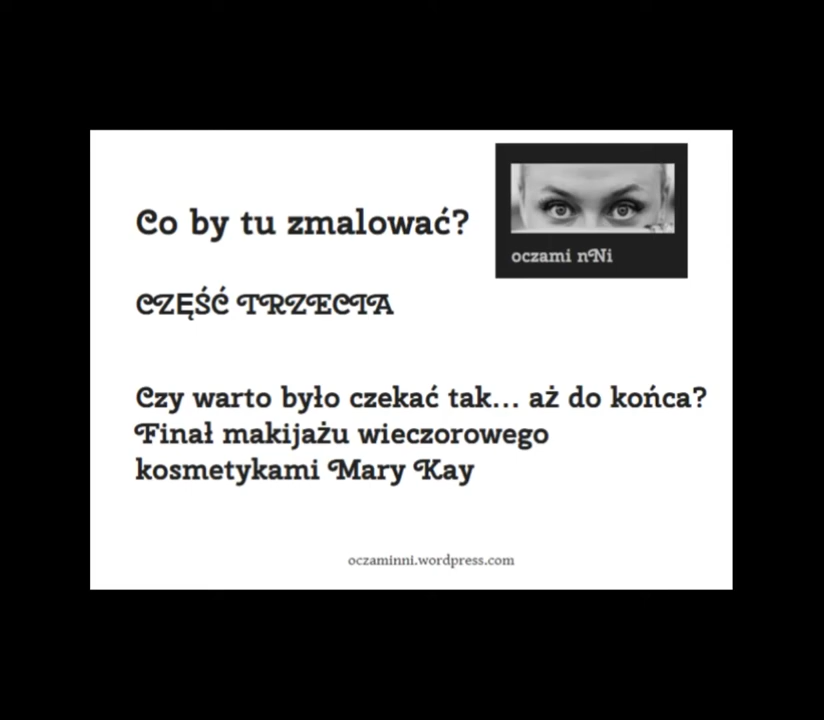 Co by tu zmalować?
oczami nNi
CZĘŚĆ TRZECIA
Czy warto było czekać tak... aż do końca?
Finał makijażu wieczorowego
kosmetykami Mary Kay
oczaminni.wordpress.com